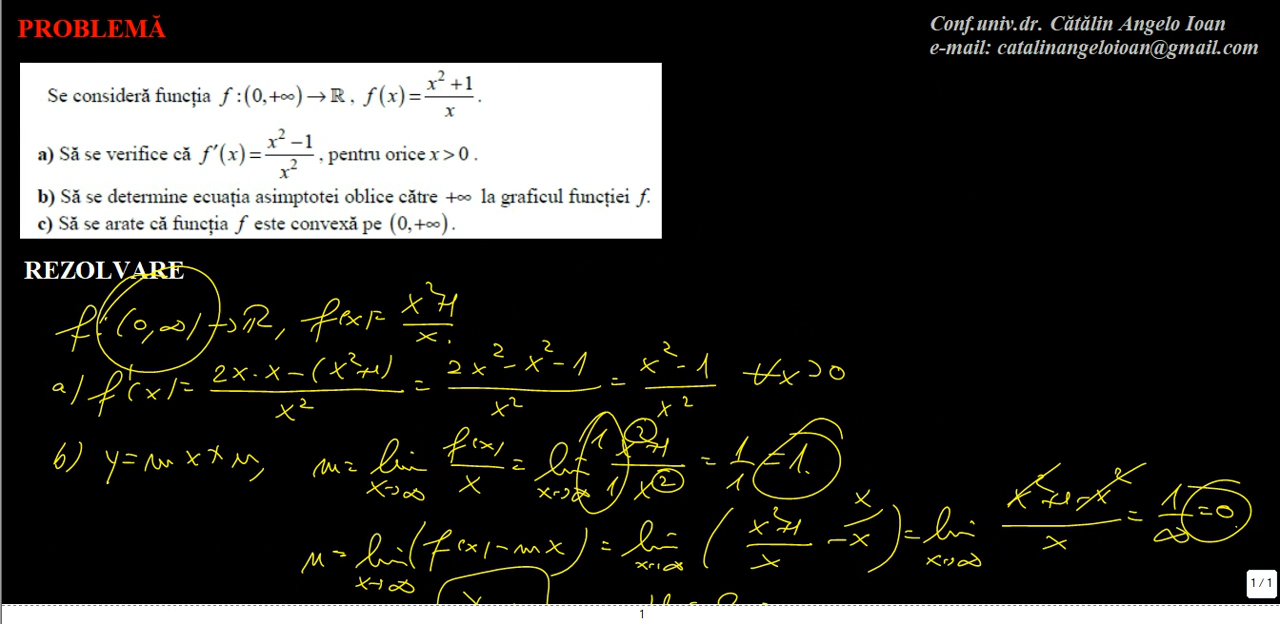 PROBLEMĂ
Conf.univ.dr. Cătălin Angelo Ioan
e-mail: catalinangeloioan@gmail.com
Se consideră funcția f:(0,+∞)→ℝ, f(x)=(x²+1)/x.
a) Să se verifice că f′(x)=(x²−1)/x², pentru orice x>0.
b) Să se determine ecuația asimptotei oblice către +∞ la graficul funcției f.
c) Să se arate că funcția f este convexă pe (0,+∞).
REZOLVARE
f:(0,∞)→ℝ, f(x)=(x²+1)/x.
a) f'(x)=(2x·x−(x²+1))/x² = (2x²−x²−1)/x² = (x²−1)/x² ∀x>0
b) y=mx+n, m=lim x→∞ f(x)/x = lim x→∞ (1x²+1)/(1x²) = 1/1 = 1.
n=lim x→∞ (f(x)−mx) = lim x→∞ ((x²+1)/x − x/x x) = lim x→∞ (x²+1−x²)/x = 1/∞ = 0.
1/1
1